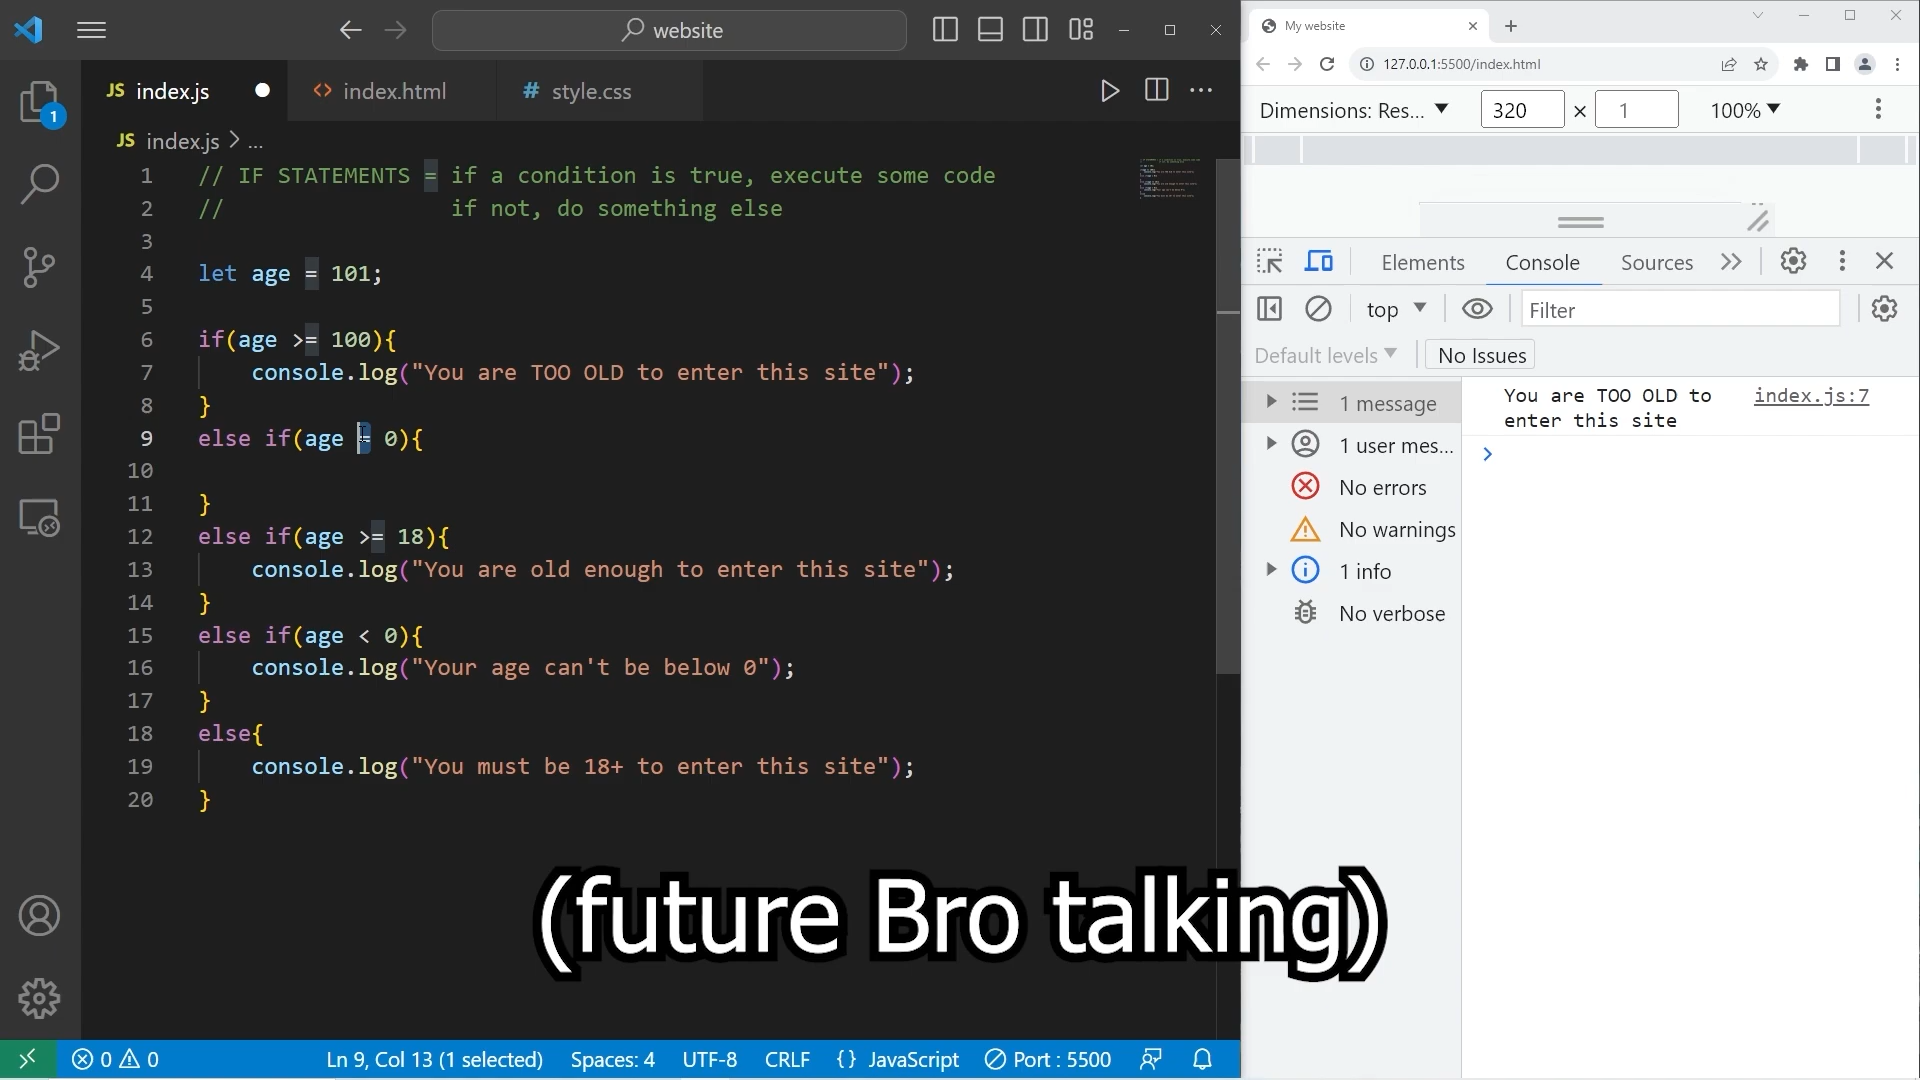 website
My website
127.0.0.1:5500/index.html
JS index.js
<> index.html
# style.css
Dimensions: Res... ▼ 320 × 1 100% ▼
JS index.js > ...
1 // IF STATEMENTS = if a condition is true, execute some code
2 //                 if not, do something else
3
4 let age = 101;
5
6 if(age >= 100){
7     console.log("You are TOO OLD to enter this site");
8 }
9 else if(age = 0){
10
11 }
12 else if(age >= 18){
13     console.log("You are old enough to enter this site");
14 }
15 else if(age < 0){
16     console.log("Your age can't be below 0");
17 }
18 else{
19     console.log("You must be 18+ to enter this site");
20 }
1
Elements Console Sources
top ▼ Filter
Default levels ▼ No Issues
1 message
1 user mes...
No errors
No warnings
1 info
No verbose
You are TOO OLD to index.js:7
enter this site
(future Bro talking)
0 0 Ln 9, Col 13 (1 selected) Spaces: 4 UTF-8 CRLF {} JavaScript Port : 5500